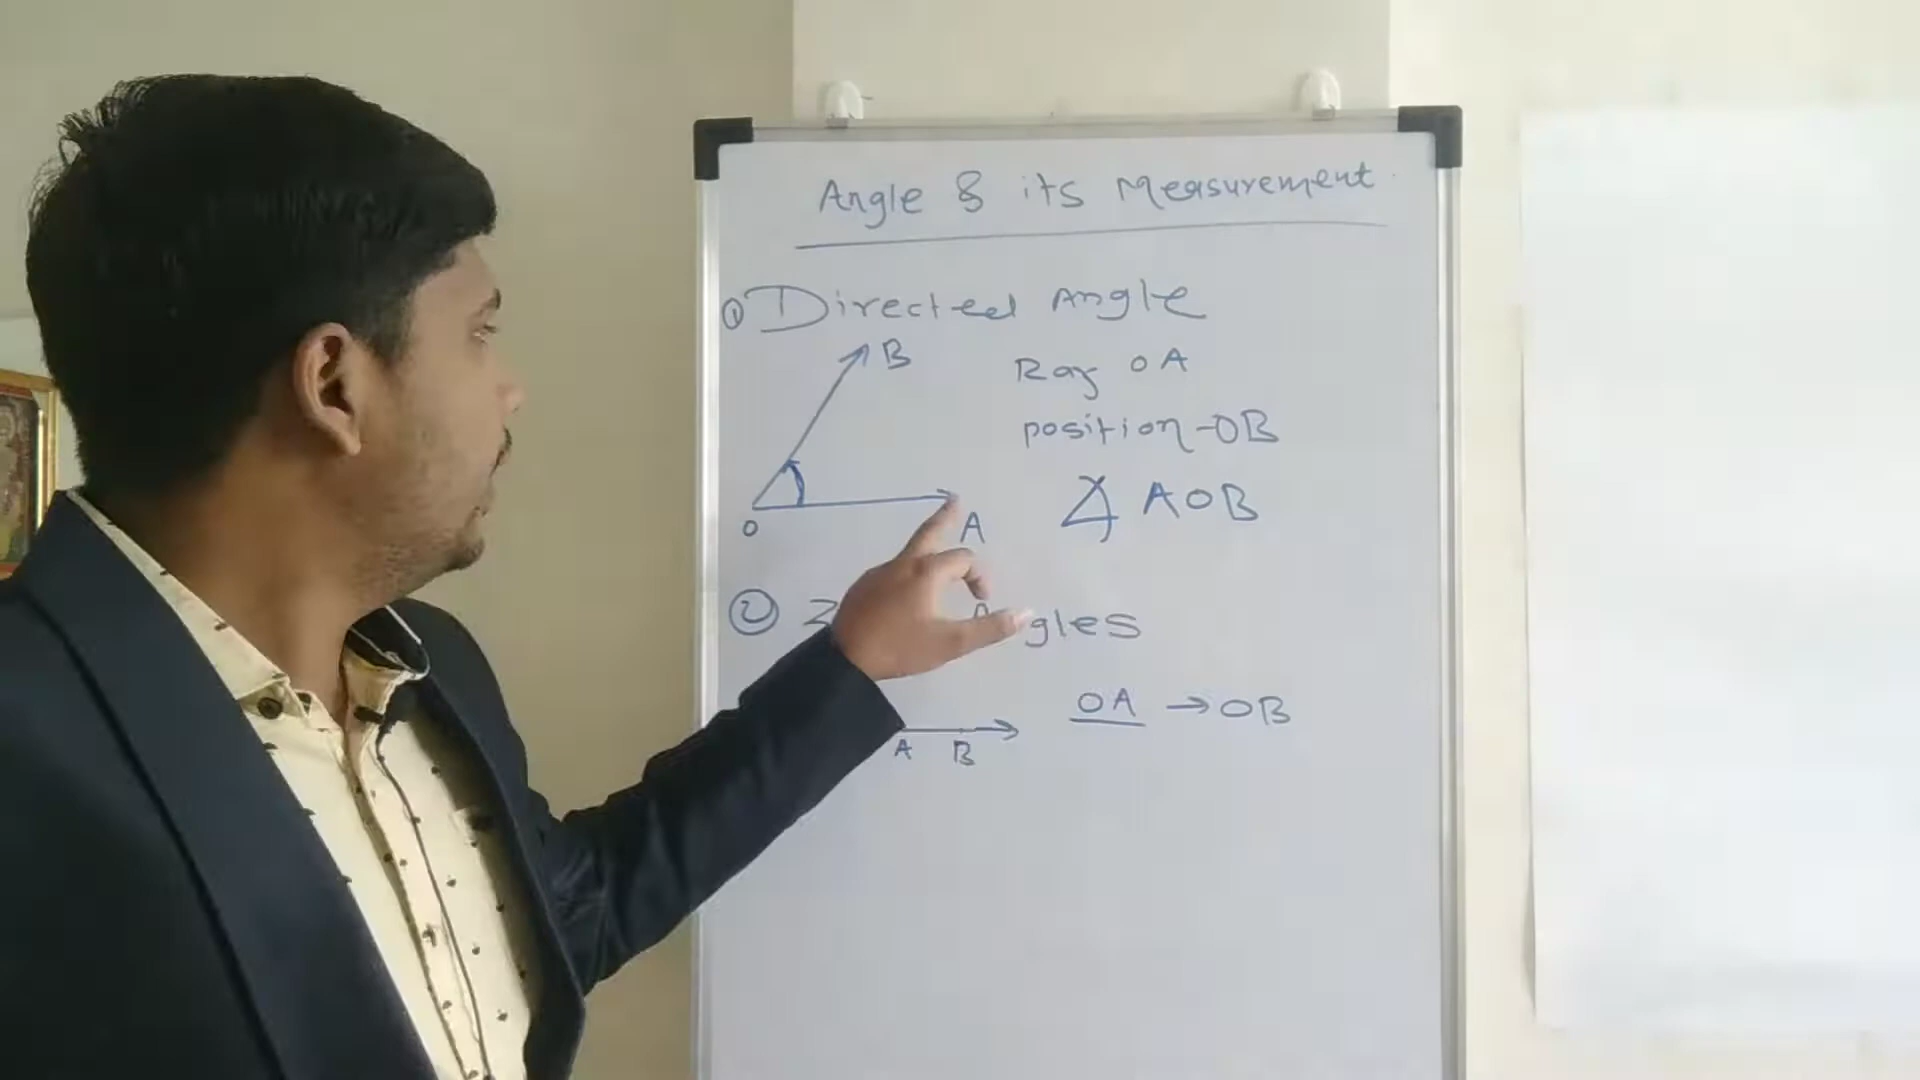 Angle & its Measurement
① Directed Angle
B
Ray OA
position-OB
∡ AOB
O
A
② gles
OA → OB
A B